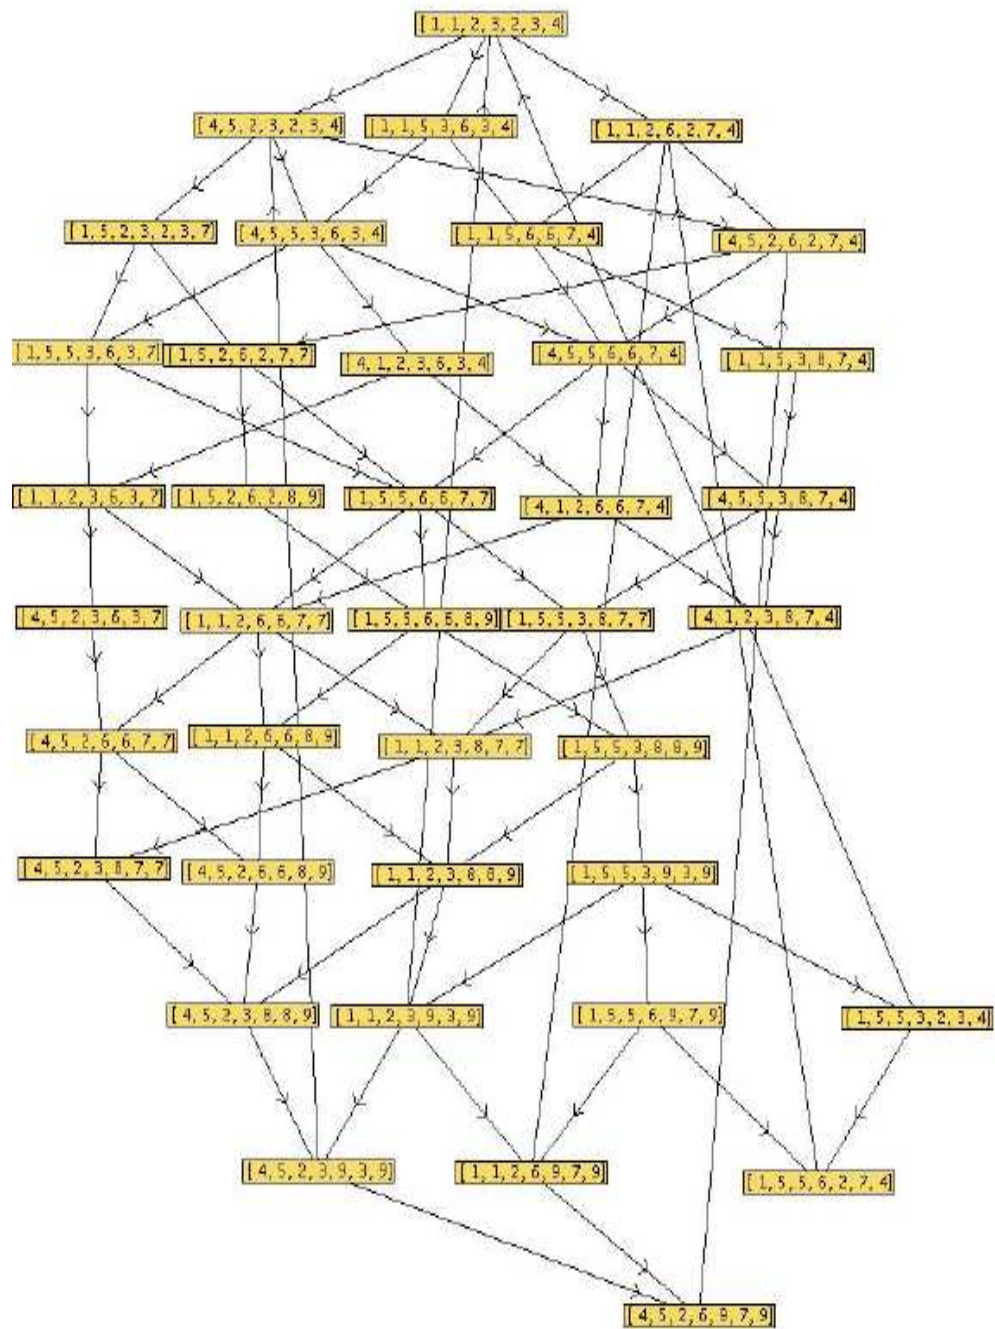 [ 1, 1, 2, 3, 2, 3, 4]
[ 4, 5, 2, 3, 2, 3, 4]
[ 1, 1, 5, 3, 6, 3, 4]
[ 1, 1, 2, 6, 2, 7, 4]
[ 1, 5, 2, 3, 2, 3, 7]
[ 4, 5, 5, 3, 6, 3, 4]
[ 1, 1, 5, 6, 6, 7, 4]
[ 4, 5, 2, 6, 2, 7, 4]
[ 1, 5, 5, 3, 6, 3, 7]
[ 1, 5, 2, 6, 2, 7, 7]
[ 4, 1, 2, 3, 6, 3, 4]
[ 4, 5, 5, 6, 6, 7, 4]
[ 1, 1, 5, 3, 8, 7, 4]
[ 1, 1, 2, 3, 6, 3, 7]
[ 1, 5, 2, 6, 2, 8, 9]
[ 1, 5, 5, 6, 6, 7, 7]
[ 4, 1, 2, 6, 6, 7, 4]
[ 4, 5, 5, 3, 8, 7, 4]
[ 4, 5, 2, 3, 6, 3, 7]
[ 1, 1, 2, 6, 6, 7, 7]
[ 1, 5, 5, 6, 6, 8, 9]
[ 1, 5, 5, 3, 8, 7, 7]
[ 4, 1, 2, 3, 8, 7, 4]
[ 4, 5, 2, 6, 6, 7, 7]
[ 1, 1, 2, 6, 6, 8, 9]
[ 1, 1, 2, 3, 8, 7, 7]
[ 1, 5, 5, 3, 8, 8, 9]
[ 4, 5, 2, 3, 8, 7, 7]
[ 4, 5, 2, 6, 6, 8, 9]
[ 1, 1, 2, 3, 8, 8, 9]
[ 1, 5, 5, 3, 9, 3, 9]
[ 4, 5, 2, 3, 8, 8, 9]
[ 1, 1, 2, 3, 9, 3, 9]
[ 1, 5, 5, 6, 9, 7, 9]
[ 1, 5, 5, 3, 2, 3, 4]
[ 4, 5, 2, 3, 9, 3, 9]
[ 1, 1, 2, 6, 9, 7, 9]
[ 1, 5, 5, 6, 2, 7, 4]
[ 4, 5, 2, 6, 9, 7, 9]